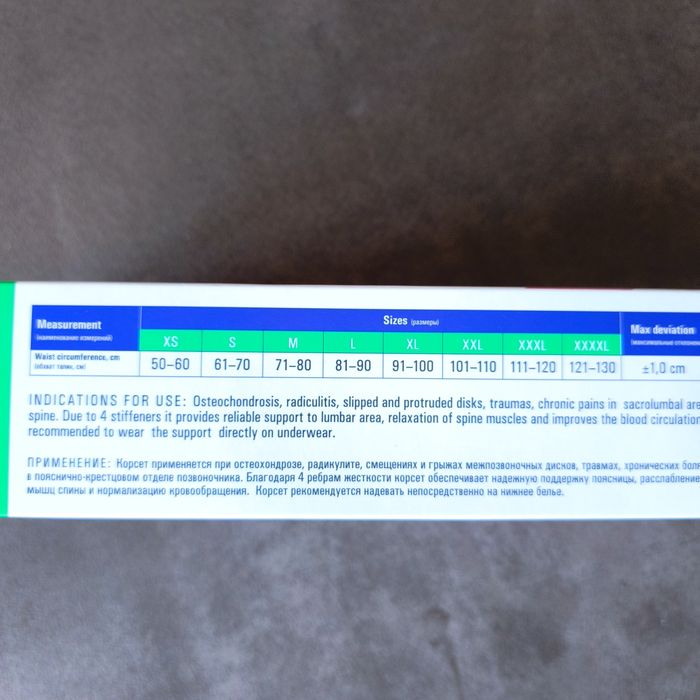 Measurement
(наименование измерений)
Sizes (размеры)
Max deviation
(максимальные
XS S M L XL XXL XXXL XXXXL
Waist circumference, cm
(обхват талии, см)
50–60 61–70 71–80 81–90 91–100 101–110 111–120 121–130 ±1,0 cm
INDICATIONS FOR USE: Osteochondrosis, radiculitis, slipped and protruded disks, traumas, chronic pains in sacrolumbal are
spine. Due to 4 stiffeners it provides reliable support to lumbar area, relaxation of spine muscles and improves the blood circulation
recommended to wear the support directly on underwear.
ПРИМЕНЕНИЕ: Корсет применяется при остеохондрозе, радикулите, смещениях и грыжах межпозвоночных дисков, травмах, хронических бол
в пояснично-крестцовом отделе позвоночника. Благодаря 4 ребрам жесткости корсет обеспечивает надежную поддержку поясницы, расслабление
мышц спины и нормализацию кровообращения. Корсет рекомендуется надевать непосредственно на нижнее белье.